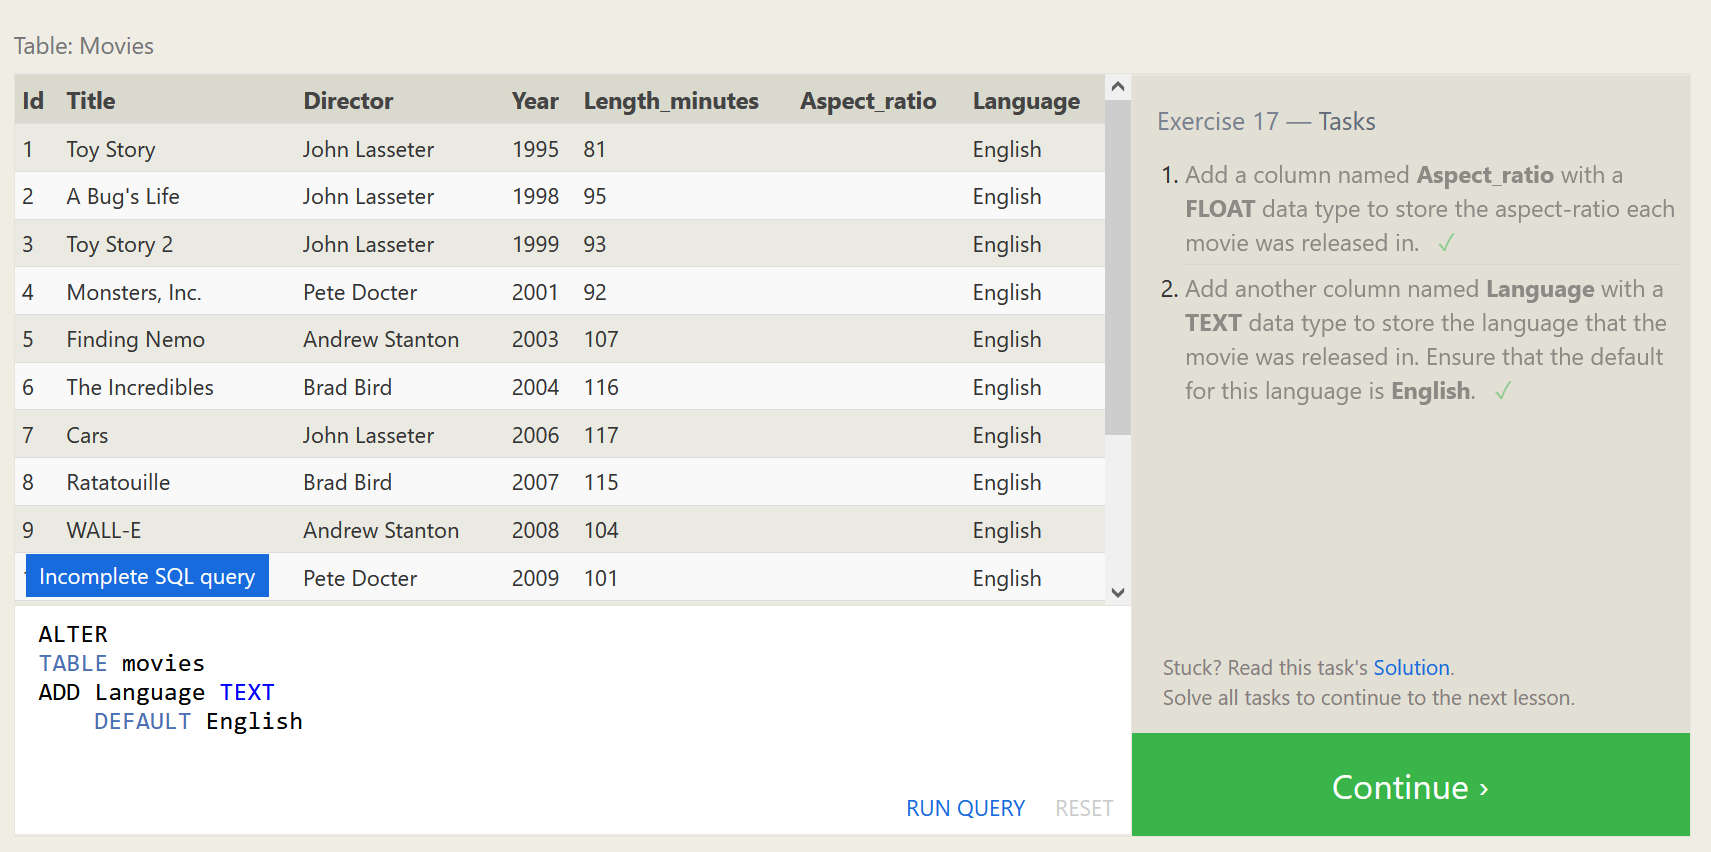 Table: Movies
Id Title Director Year Length_minutes Aspect_ratio Language
1 Toy Story John Lasseter 1995 81 English
2 A Bug's Life John Lasseter 1998 95 English
3 Toy Story 2 John Lasseter 1999 93 English
4 Monsters, Inc. Pete Docter 2001 92 English
5 Finding Nemo Andrew Stanton 2003 107 English
6 The Incredibles Brad Bird 2004 116 English
7 Cars John Lasseter 2006 117 English
8 Ratatouille Brad Bird 2007 115 English
9 WALL-E Andrew Stanton 2008 104 English
Pete Docter 2009 101 English
Incomplete SQL query
ALTER
TABLE movies
ADD Language TEXT
DEFAULT English
RUN QUERY RESET
Exercise 17 — Tasks
1. Add a column named Aspect_ratio with a
FLOAT data type to store the aspect-ratio each
movie was released in. ✓
2. Add another column named Language with a
TEXT data type to store the language that the
movie was released in. Ensure that the default
for this language is English. ✓
Stuck? Read this task's Solution.
Solve all tasks to continue to the next lesson.
Continue ›